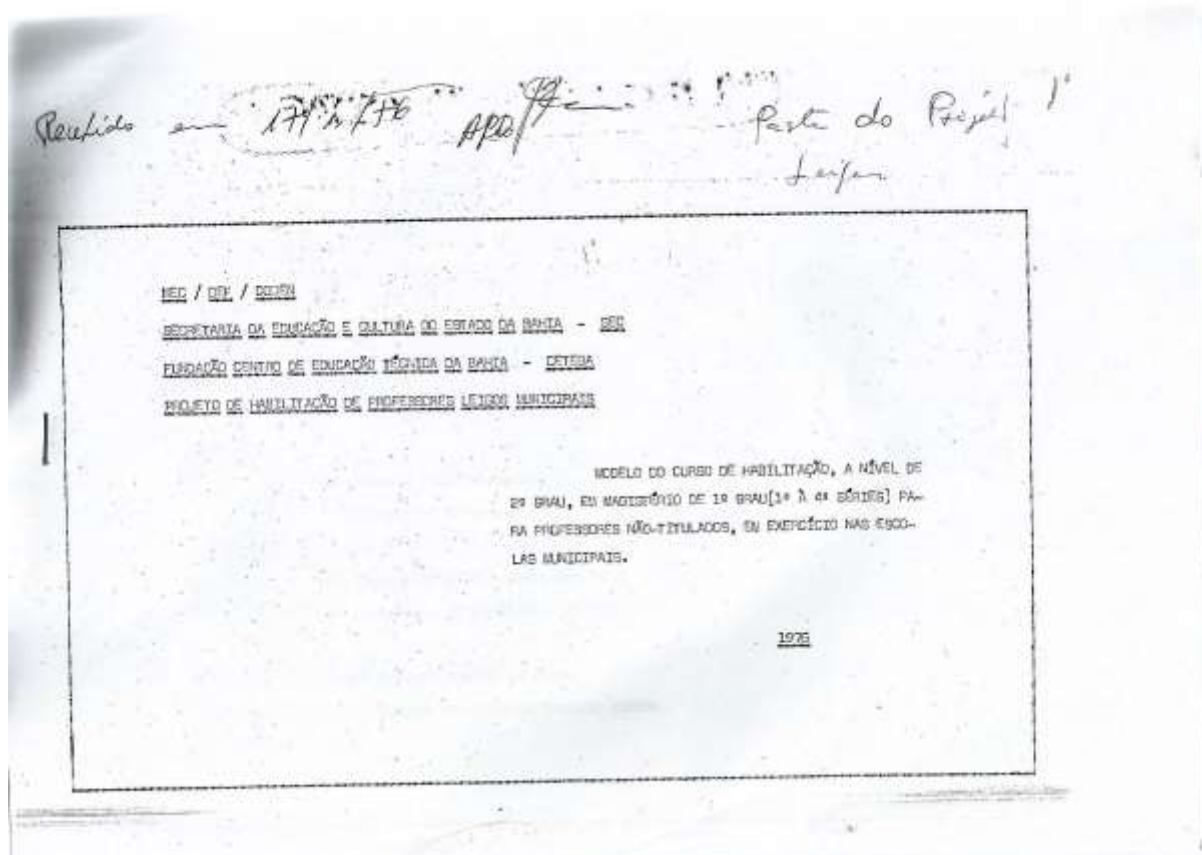 Recebido em
Parte do
MEC / DEF /
SECRETARIA DA EDUCAÇÃO E CULTURA DO ESTADO DA BAHIA - SEC
FUNDAÇÃO CENTRO DE EDUCAÇÃO TÉCNICA DA BAHIA - CETEBA
PROJETO DE HABILITAÇÃO DE PROFESSORES LEIGOS MUNICIPAIS
MODELO DO CURSO DE HABILITAÇÃO, A NÍVEL DE
2º GRAU, EM MAGISTÉRIO DE 1º GRAU[1ª À 4ª SÉRIES] PA-
RA PROFESSORES NÃO-TITULADOS, EM EXERCÍCIO NAS ESCO-
LAS MUNICIPAIS.
1976